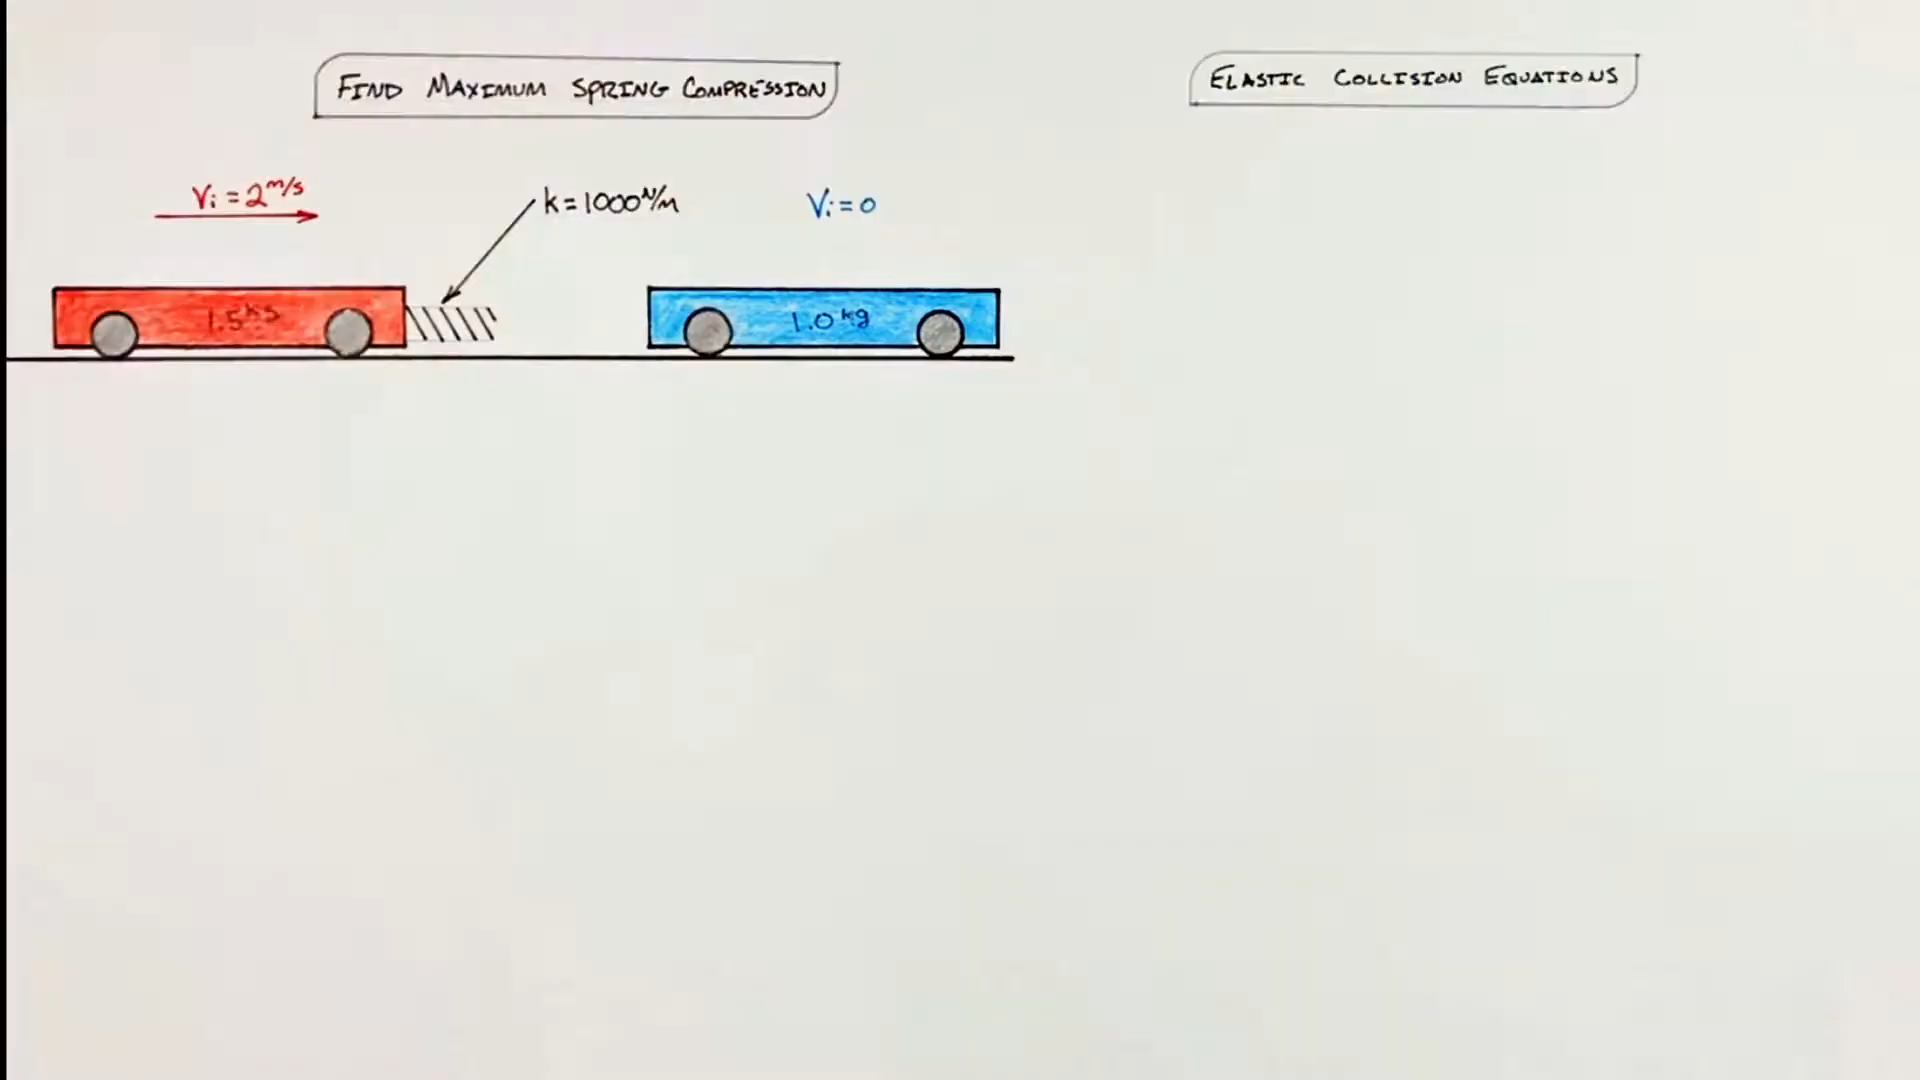 FIND MAXIMUM SPRING COMPRESSION
ELASTIC COLLISION EQUATIONS
Vi = 2 m/s
k = 1000 N/m
Vi = 0
1.5 kg
1.0 kg